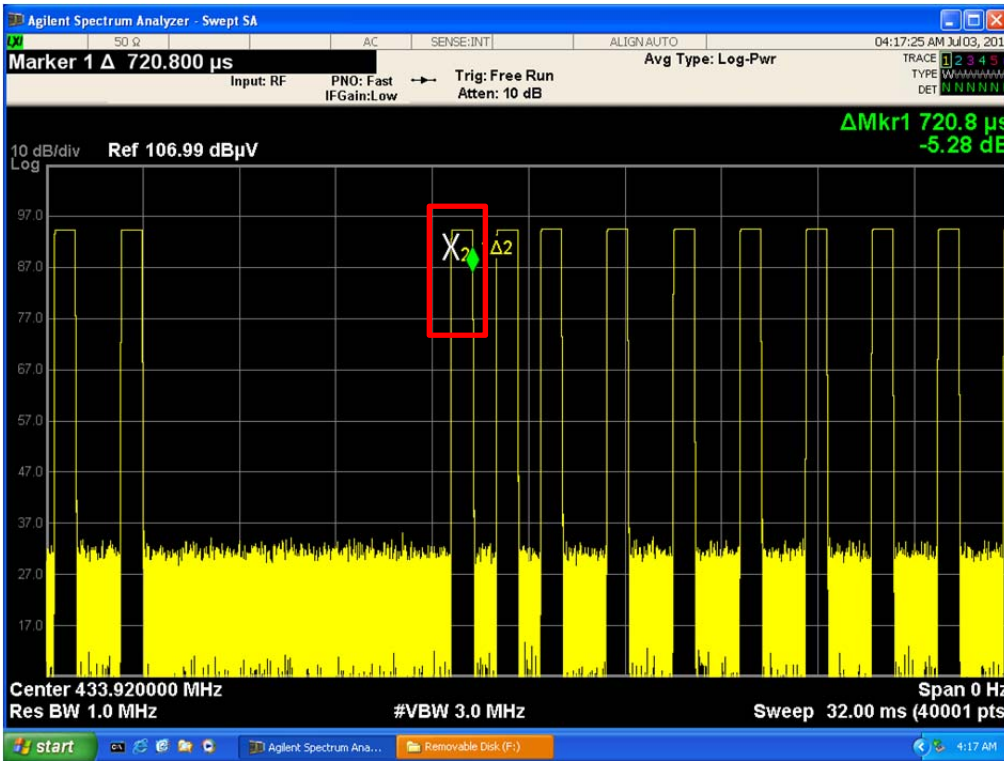 Agilent Spectrum Analyzer - Swept SA
LXI 50 Ω AC SENSE:INT ALIGN AUTO 04:17:25 AM Jul 03, 201
Marker 1 Δ 720.800 µs
Input: RF PNO: Fast IFGain:Low Trig: Free Run Atten: 10 dB Avg Type: Log-Pwr
TRACE 1 2 3 4 5
TYPE WWWWWW
DET N N N N N
ΔMkr1 720.8 µs
-5.28 dB
10 dB/div Ref 106.99 dBµV
Log
97.0
X2 Δ2
87.0
77.0
67.0
57.0
47.0
37.0
27.0
17.0
Center 433.920000 MHz Span 0 Hz
Res BW 1.0 MHz #VBW 3.0 MHz Sweep 32.00 ms (40001 pts
start Agilent Spectrum Ana... Removable Disk (F:) 4:17 AM